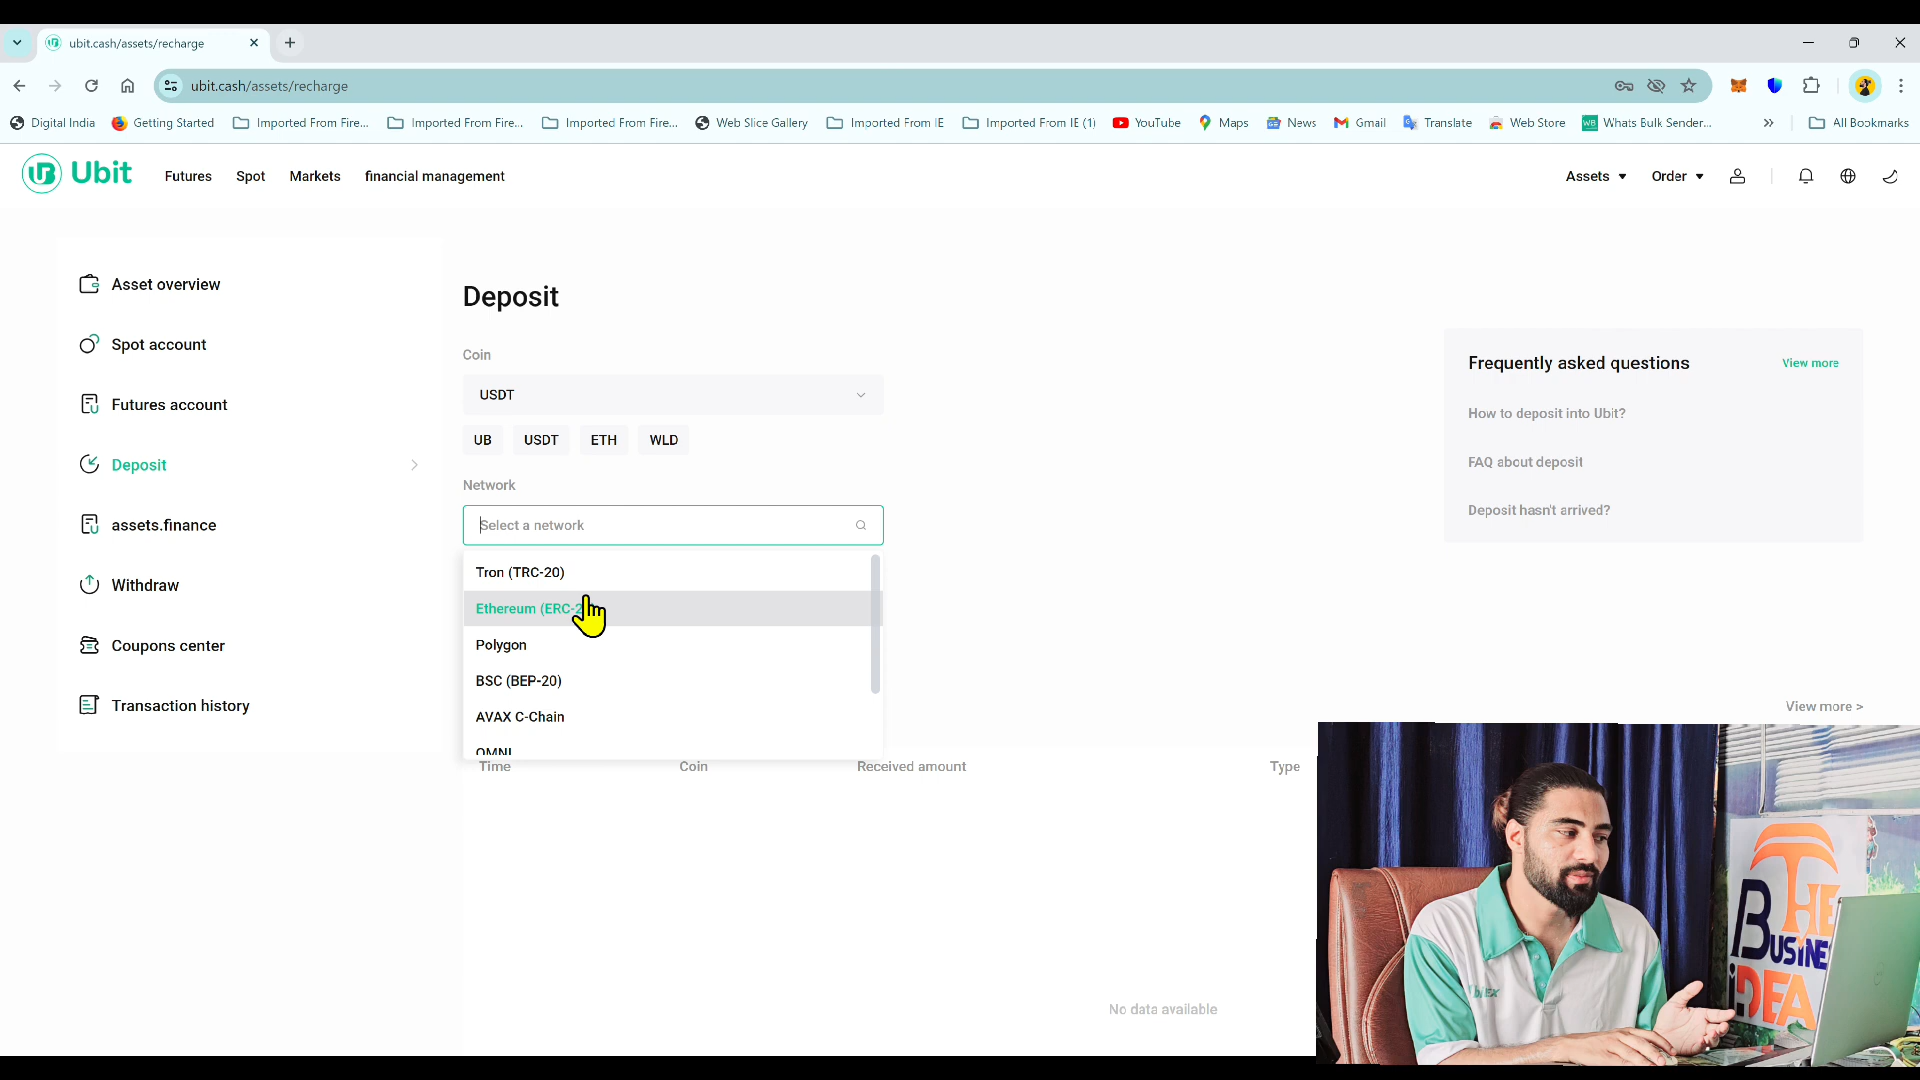 ubit.cash/assets/recharge
ubit.cash/assets/recharge
Digital India
Getting Started
Imported From Fire...
Imported From Fire...
Imported From Fire...
Web Slice Gallery
Imported From IE
Imported From IE (1)
YouTube
Maps
News
Gmail
Translate
Web Store
WB
Whats Bulk Sender...
All Bookmarks
Ubit
Futures
Spot
Markets
financial management
Assets
Order
Asset overview
Spot account
Futures account
Deposit
assets.finance
Withdraw
Coupons center
Transaction history
Deposit
Coin
USDT
UB
USDT
ETH
WLD
Network
Select a network
Tron (TRC-20)
Ethereum (ERC-2
Polygon
BSC (BEP-20)
AVAX C-Chain
OMNI
Frequently asked questions
View more
How to deposit into Ubit?
FAQ about deposit
Deposit hasn't arrived?
View more >
Time
Coin
Received amount
Type
No data available
THE
BUSINE
iDEA